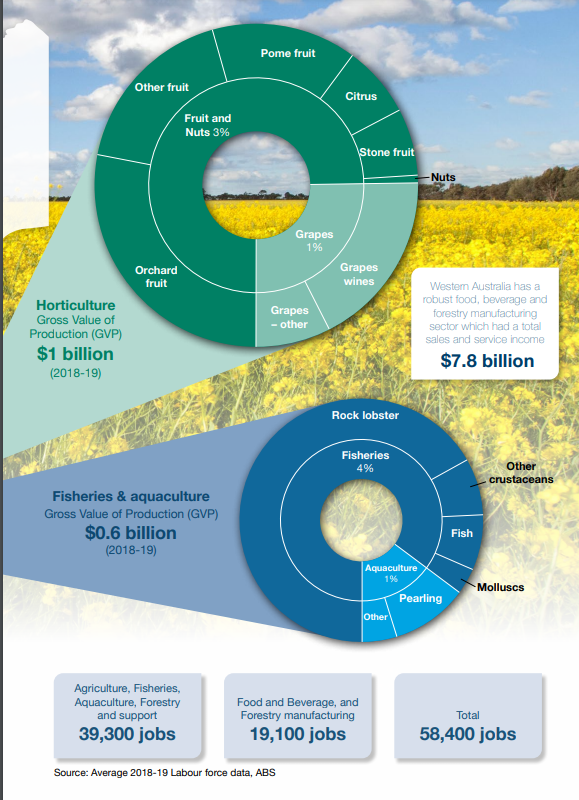 Pome fruit
Other fruit
Citrus
Fruit and
Nuts 3%
Stone fruit
Nuts
Grapes
1%
Orchard
fruit
Grapes
wines
Grapes
– other
Horticulture
Gross Value of
Production (GVP)
$1 billion
(2018-19)
Western Australia has a
robust food, beverage and
forestry manufacturing
sector which had a total
sales and service income
$7.8 billion
Rock lobster
Fisheries
4%
Other
crustaceans
Fisheries & aquaculture
Gross Value of Production (GVP)
$0.6 billion
(2018-19)
Fish
Aquaculture
1%
Molluscs
Pearling
Other
Agriculture, Fisheries,
Aquaculture, Forestry
and support
39,300 jobs
Food and Beverage, and
Forestry manufacturing
19,100 jobs
Total
58,400 jobs
Source: Average 2018-19 Labour force data, ABS